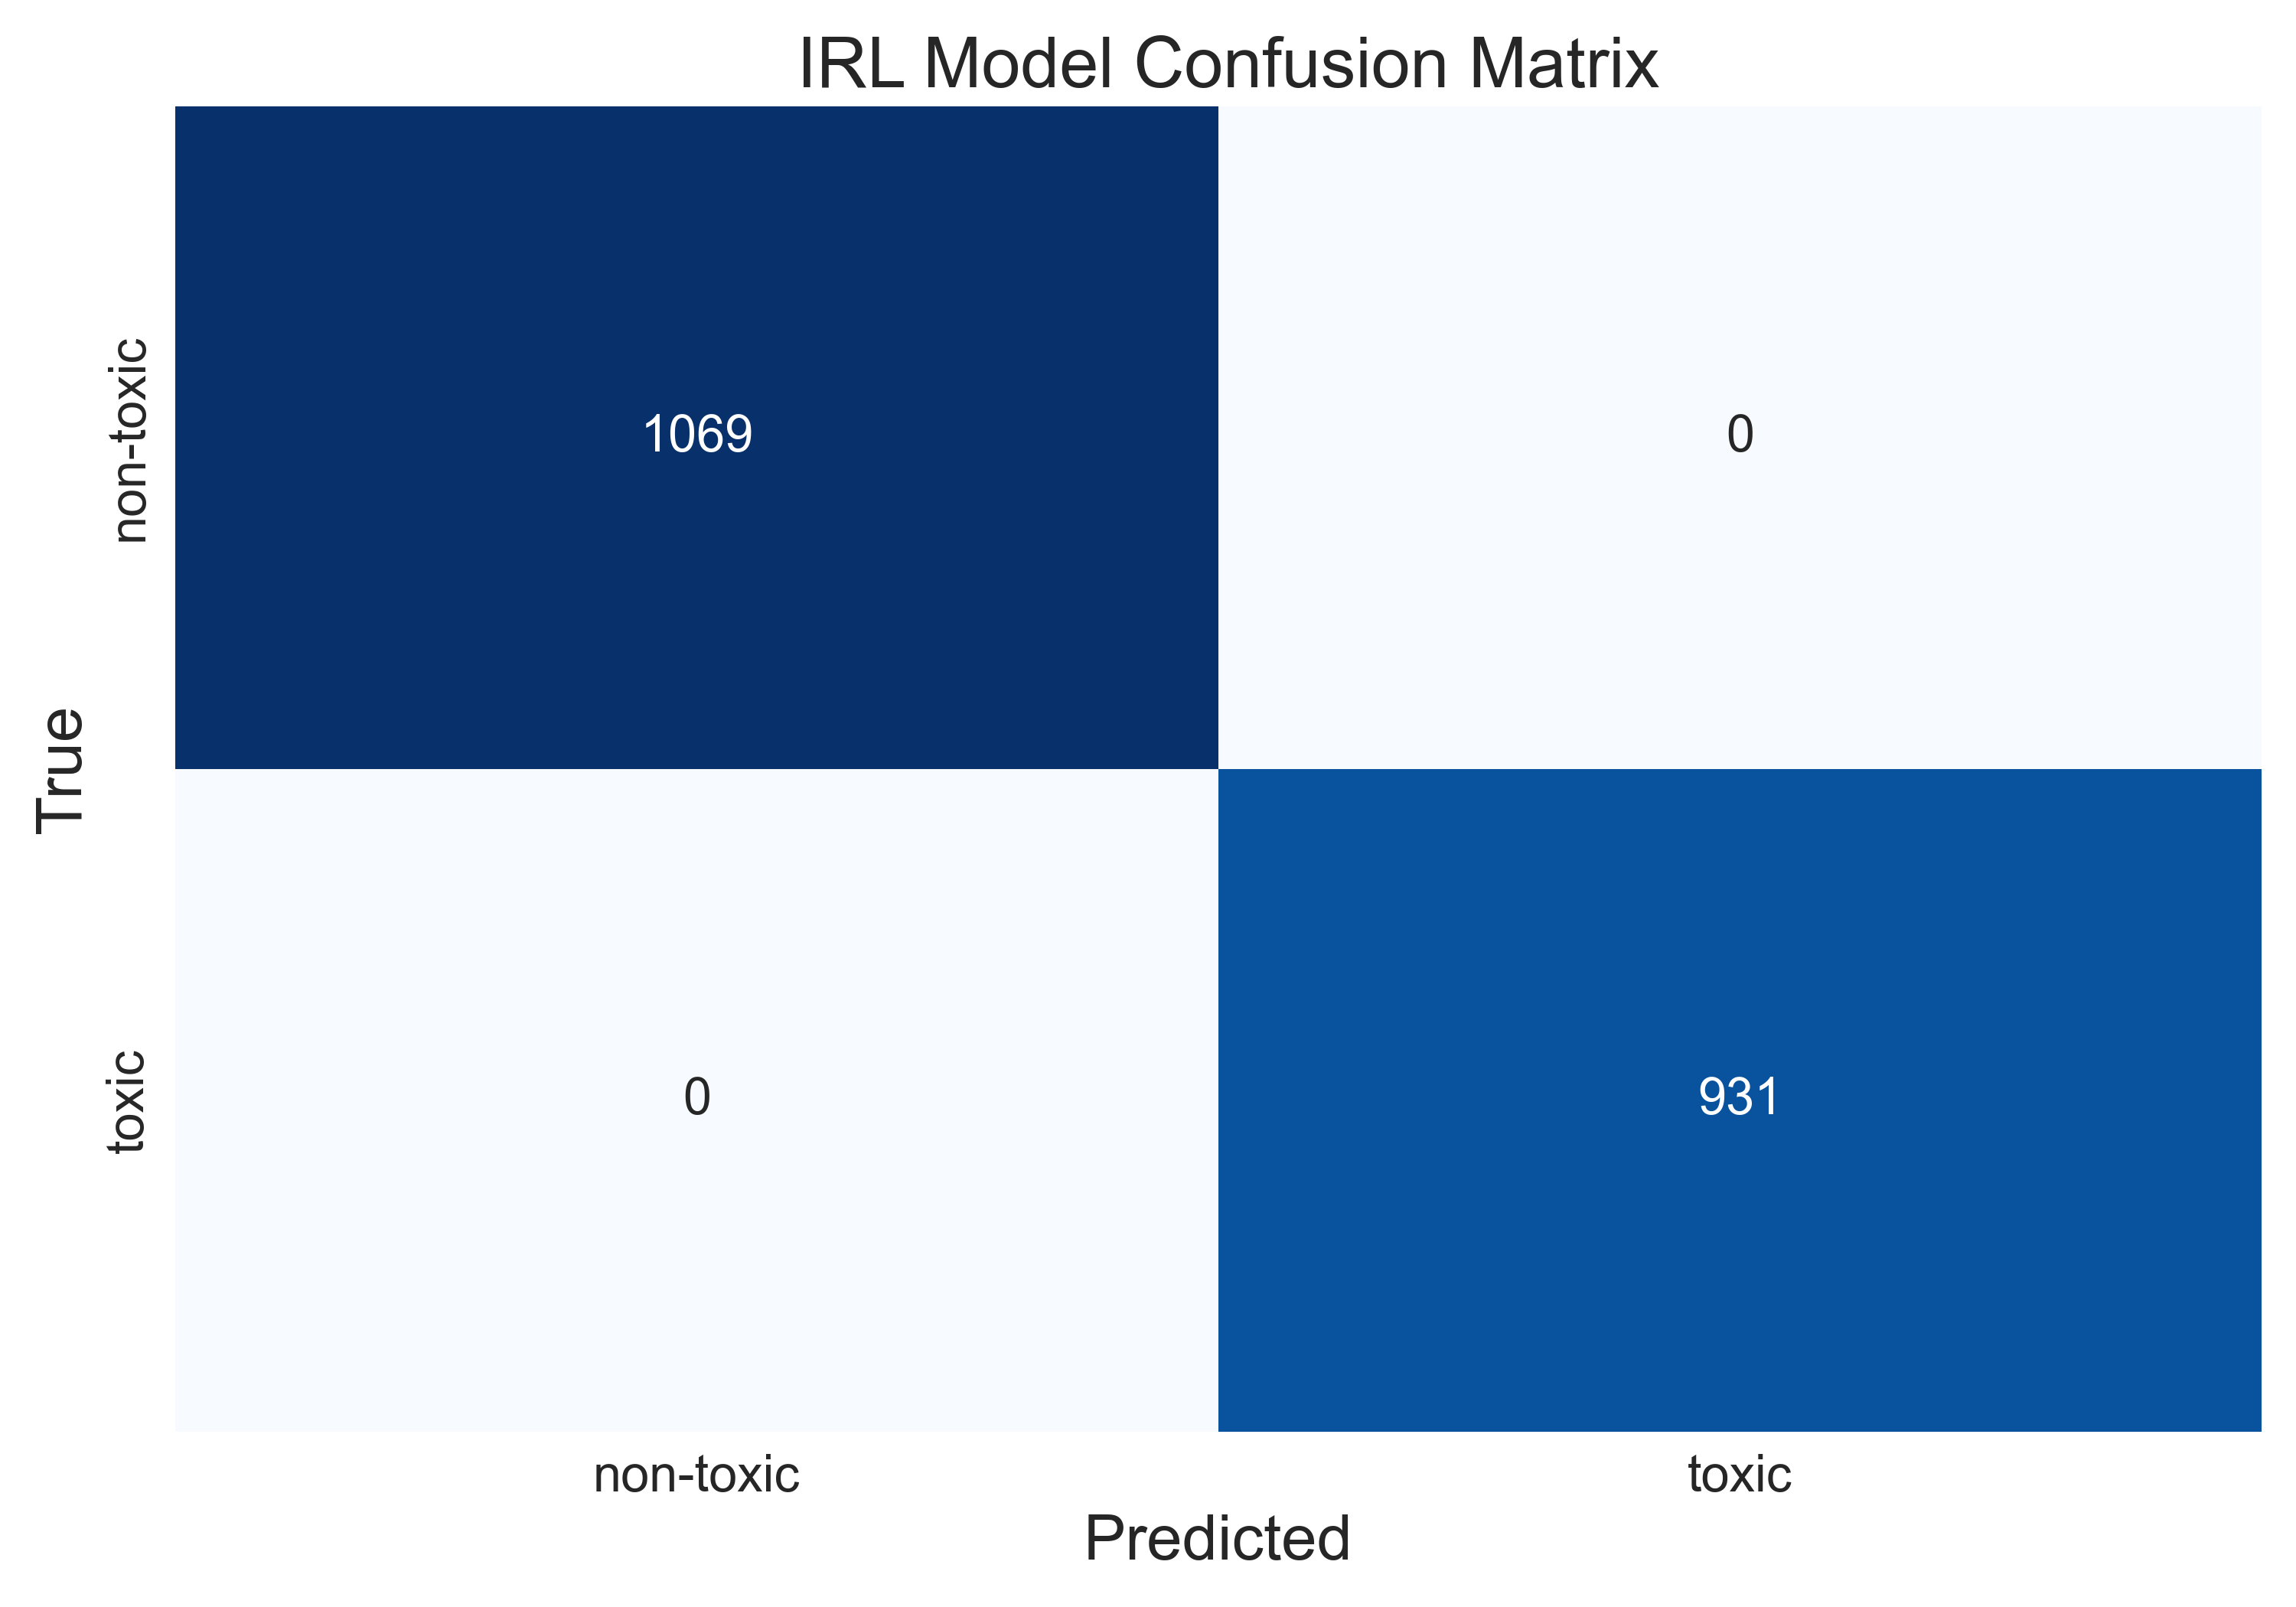 IRL Model Confusion Matrix
non-toxic
1069
0
True
toxic
0
931
non-toxic
toxic
Predicted